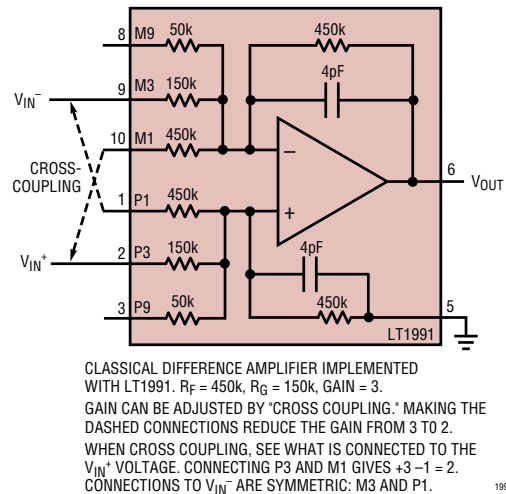 50k
450k
8 M9
150k
4pF
VIN–
9 M3
450k
10 M1
–
CROSS-
COUPLING
6
VOUT
1 P1
450k
+
VIN+
2 P3
150k
4pF
3 P9
50k
450k
5
LT1991
CLASSICAL DIFFERENCE AMPLIFIER IMPLEMENTED
WITH LT1991. RF = 450k, RG = 150k, GAIN = 3.
GAIN CAN BE ADJUSTED BY "CROSS COUPLING." MAKING THE
DASHED CONNECTIONS REDUCE THE GAIN FROM 3 TO 2.
WHEN CROSS COUPLING, SEE WHAT IS CONNECTED TO THE
VIN+ VOLTAGE. CONNECTING P3 AND M1 GIVES +3 –1 = 2.
CONNECTIONS TO VIN– ARE SYMMETRIC: M3 AND P1.